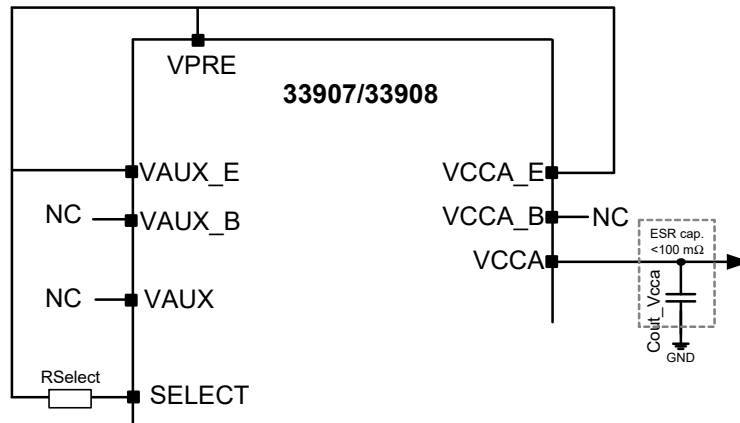 VPRE
33907/33908
VAUX_E
VCCA_E
NC
VAUX_B
VCCA_B
NC
ESR cap.
<100 mΩ
VCCA
NC
VAUX
Cout_Vcca
GND
RSelect
SELECT